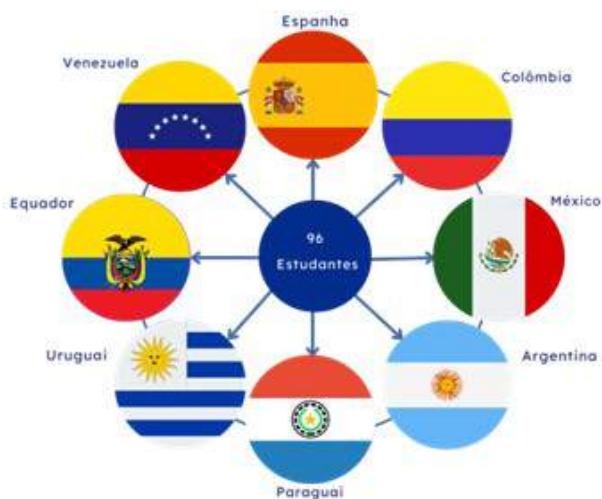 Espanha
Venezuela
Colômbia
Equador
México
96
Estudantes
Uruguai
Argentina
Paraguai